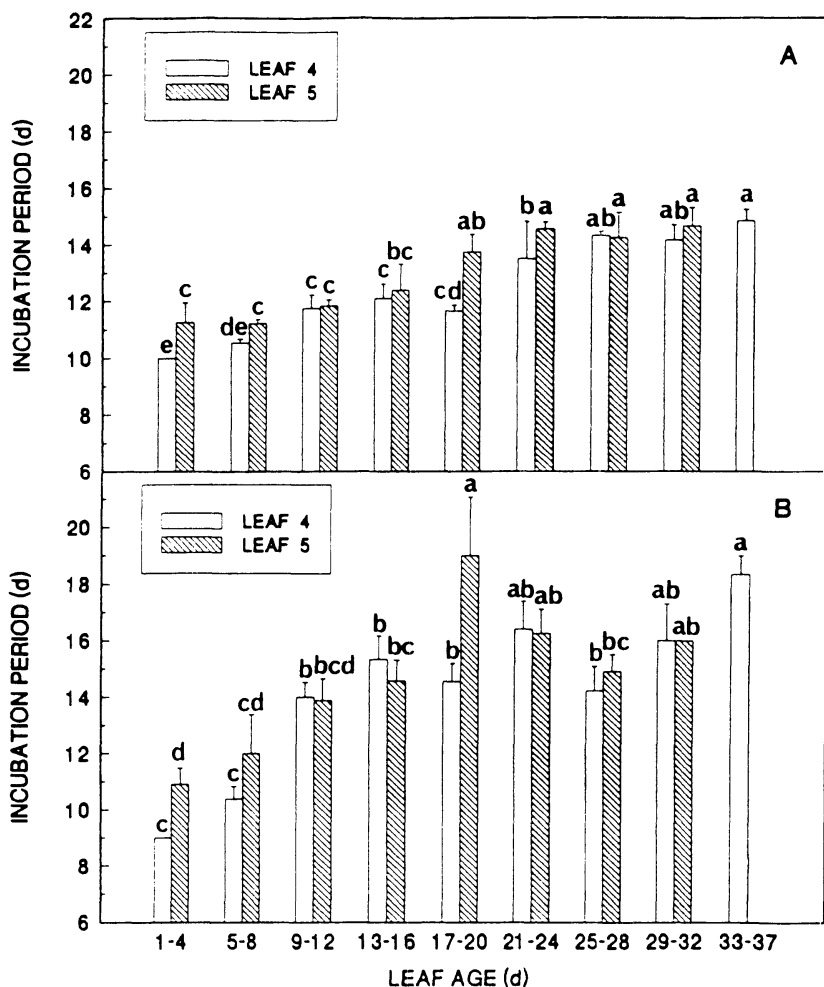 22
20
18
16
14
12
10
8
6
INCUBATION PERIOD (d)
LEAF 4
LEAF 5
A
e c
de c
c c
c bc
cd ab
b a
ab a
ab a
a
20
18
16
14
12
10
8
6
INCUBATION PERIOD (d)
LEAF 4
LEAF 5
B
c d
c cd
b bcd
b bc
b a
ab ab
b bc
ab ab
a
1-4 5-8 9-12 13-16 17-20 21-24 25-28 29-32 33-37
LEAF AGE (d)